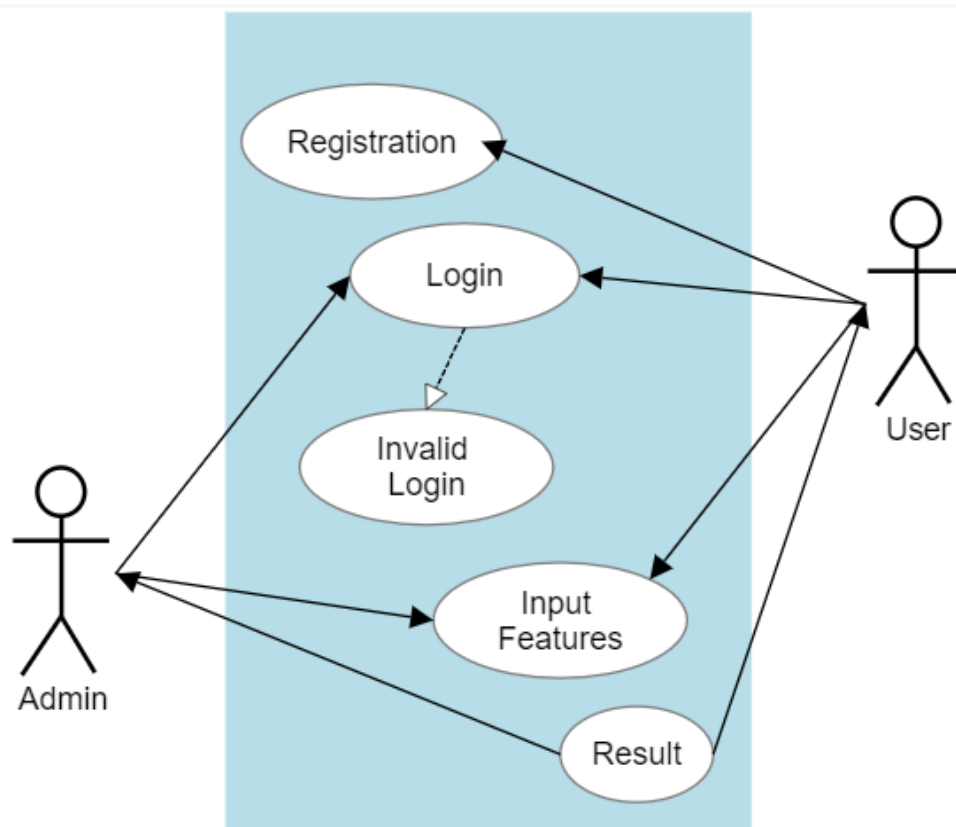 Registration
Login
Invalid
Login
User
Input
Features
Admin
Result